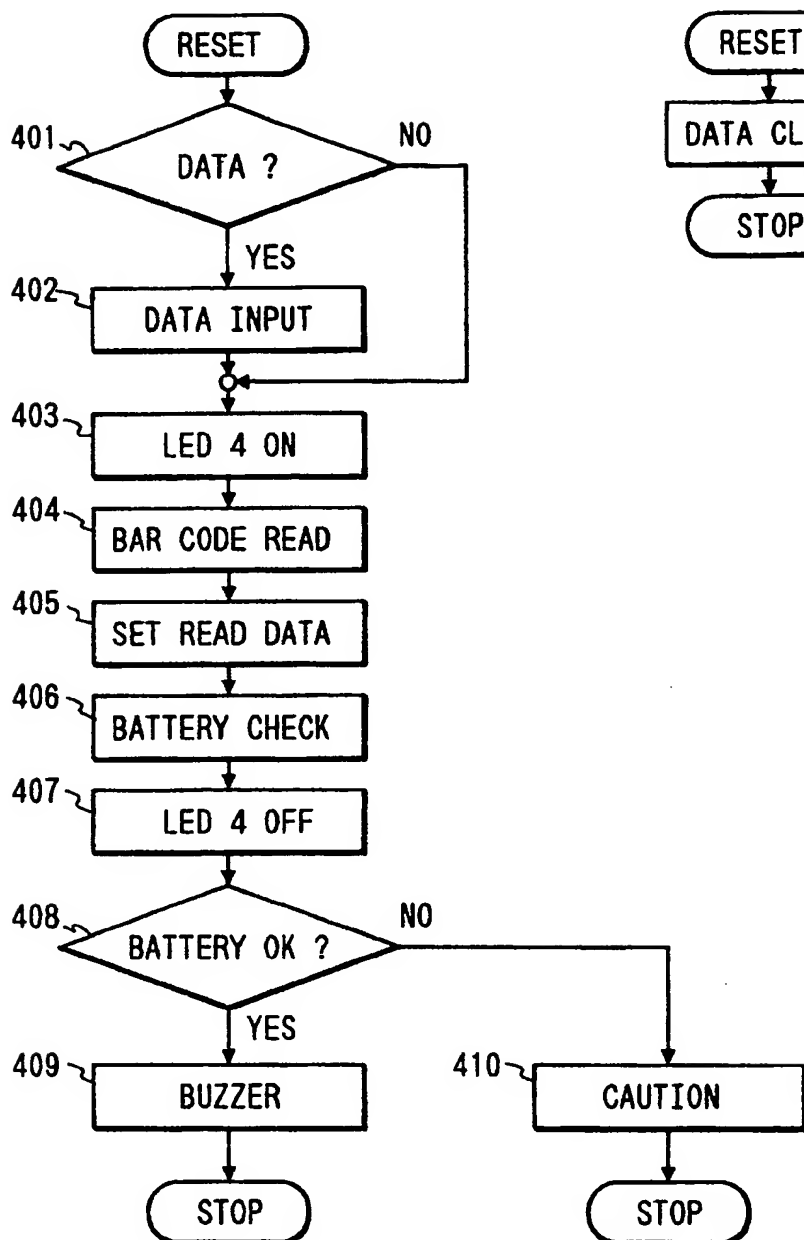 RESET
401
DATA ?
NO
YES
402
DATA INPUT
403
LED 4 ON
404
BAR CODE READ
405
SET READ DATA
406
BATTERY CHECK
407
LED 4 OFF
408
BATTERY OK ?
NO
YES
409
BUZZER
STOP
410
CAUTION
STOP
RESET
DATA CL
STOP